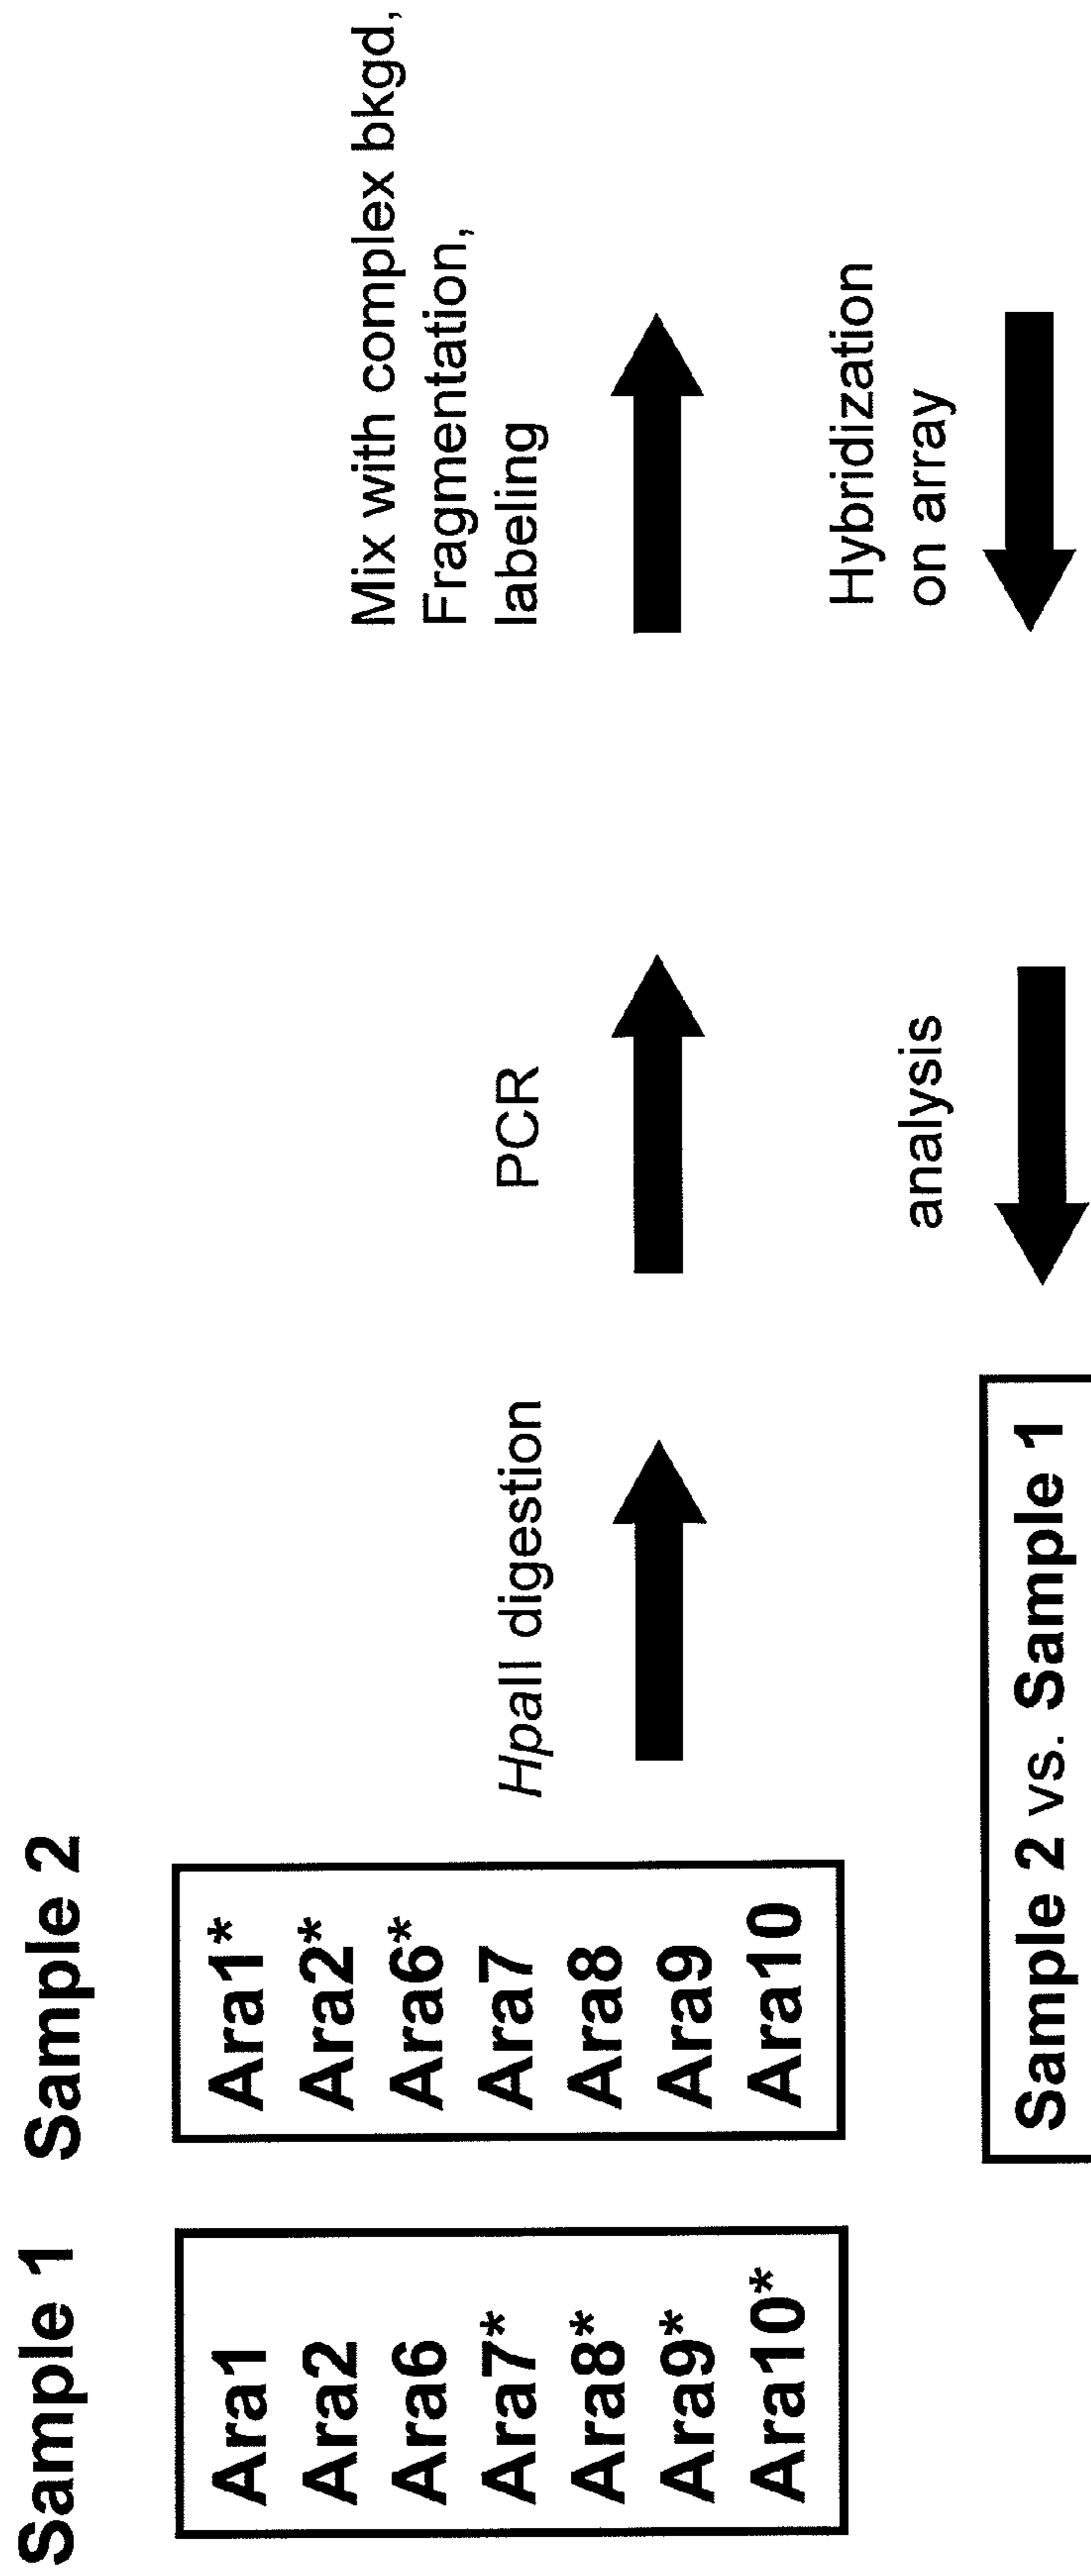 Sample 1
Sample 2
Ara1
Ara2
Ara6
Ara7*
Ara8*
Ara9*
Ara10*
Ara1*
Ara2*
Ara6*
Ara7
Ara8
Ara9
Ara10
HpaII digestion
PCR
Mix with complex bkgd,
Fragmentation,
labeling
Hybridization
on array
analysis
Sample 2 vs. Sample 1